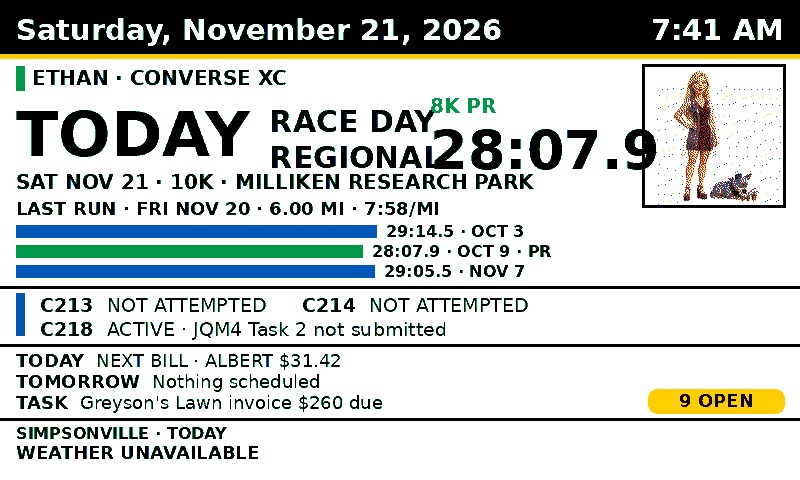 Saturday, November 21, 2026 7:41 AM
ETHAN · CONVERSE XC
8K PR
TODAY RACE DAY 28:07.9
REGIONAL
SAT NOV 21 · 10K · MILLIKEN RESEARCH PARK
LAST RUN · FRI NOV 20 · 6.00 MI · 7:58/MI
29:14.5 · OCT 3
28:07.9 · OCT 9 · PR
29:05.5 · NOV 7
C213 NOT ATTEMPTED C214 NOT ATTEMPTED
C218 ACTIVE · JQM4 Task 2 not submitted
TODAY NEXT BILL · ALBERT $31.42
TOMORROW Nothing scheduled
TASK Greyson's Lawn invoice $260 due 9 OPEN
SIMPSONVILLE · TODAY
WEATHER UNAVAILABLE